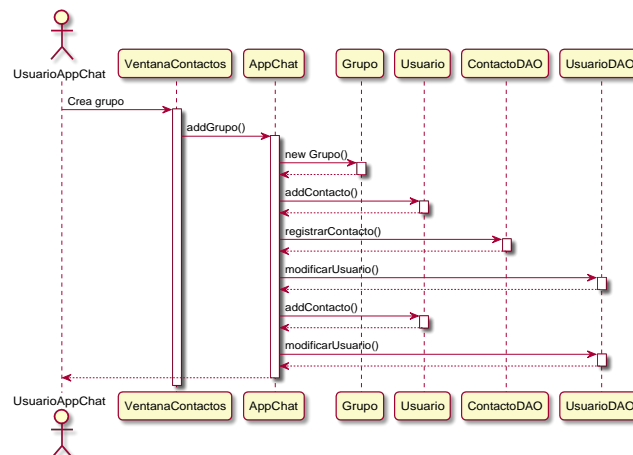 UsuarioAppChat
VentanaContactos
AppChat
Grupo
Usuario
ContactoDAO
UsuarioDAO
Crea grupo
addGrupo()
new Grupo()
addContacto()
registrarContacto()
modificarUsuario()
addContacto()
modificarUsuario()
UsuarioAppChat
VentanaContactos
AppChat
Grupo
Usuario
ContactoDAO
UsuarioDAO